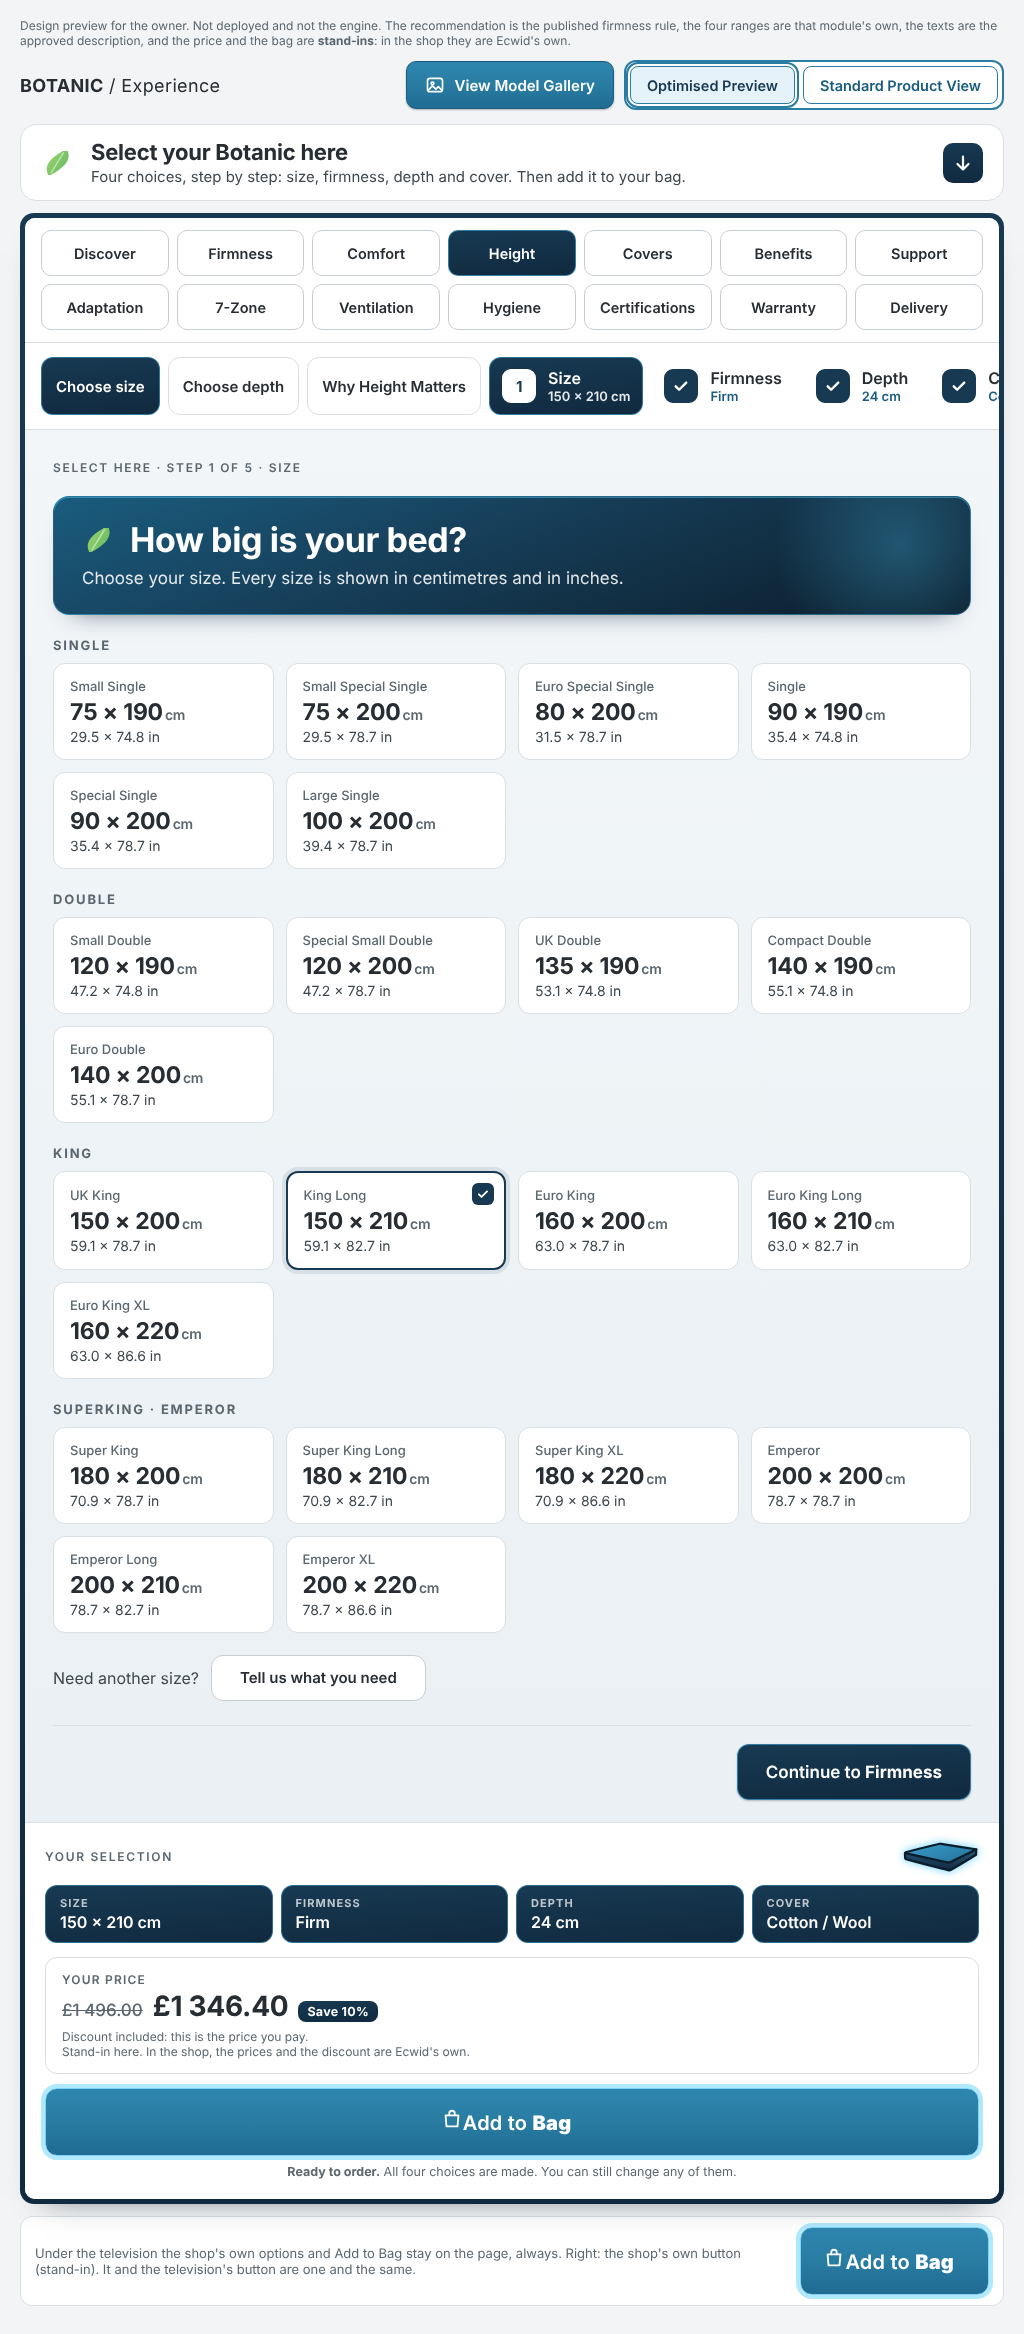 Design preview for the owner. Not deployed and not the engine. The recommendation is the published firmness rule, the four ranges are that module's own, the texts are the
approved description, and the price and the bag are stand-ins: in the shop they are Ecwid's own.
BOTANIC / Experience
View Model Gallery
Optimised Preview
Standard Product View
Select your Botanic here
Four choices, step by step: size, firmness, depth and cover. Then add it to your bag.
Discover
Firmness
Comfort
Height
Covers
Benefits
Support
Adaptation
7-Zone
Ventilation
Hygiene
Certifications
Warranty
Delivery
Choose size
Choose depth
Why Height Matters
1
Size
150 × 210 cm
Firmness
Firm
Depth
24 cm
SELECT HERE · STEP 1 OF 5 · SIZE
How big is your bed?
Choose your size. Every size is shown in centimetres and in inches.
SINGLE
Small Single
75 × 190 cm
29.5 × 74.8 in
Small Special Single
75 × 200 cm
29.5 × 78.7 in
Euro Special Single
80 × 200 cm
31.5 × 78.7 in
Single
90 × 190 cm
35.4 × 74.8 in
Special Single
90 × 200 cm
35.4 × 78.7 in
Large Single
100 × 200 cm
39.4 × 78.7 in
DOUBLE
Small Double
120 × 190 cm
47.2 × 74.8 in
Special Small Double
120 × 200 cm
47.2 × 78.7 in
UK Double
135 × 190 cm
53.1 × 74.8 in
Compact Double
140 × 190 cm
55.1 × 74.8 in
Euro Double
140 × 200 cm
55.1 × 78.7 in
KING
UK King
150 × 200 cm
59.1 × 78.7 in
King Long
150 × 210 cm
59.1 × 82.7 in
Euro King
160 × 200 cm
63.0 × 78.7 in
Euro King Long
160 × 210 cm
63.0 × 82.7 in
Euro King XL
160 × 220 cm
63.0 × 86.6 in
SUPERKING · EMPEROR
Super King
180 × 200 cm
70.9 × 78.7 in
Super King Long
180 × 210 cm
70.9 × 82.7 in
Super King XL
180 × 220 cm
70.9 × 86.6 in
Emperor
200 × 200 cm
78.7 × 78.7 in
Emperor Long
200 × 210 cm
78.7 × 82.7 in
Emperor XL
200 × 220 cm
78.7 × 86.6 in
Need another size?
Tell us what you need
Continue to Firmness
YOUR SELECTION
SIZE
150 × 210 cm
FIRMNESS
Firm
DEPTH
24 cm
COVER
Cotton / Wool
YOUR PRICE
£1 496.00 £1 346.40 Save 10%
Discount included: this is the price you pay.
Stand-in here. In the shop, the prices and the discount are Ecwid's own.
Add to Bag
Ready to order. All four choices are made. You can still change any of them.
Under the television the shop's own options and Add to Bag stay on the page, always. Right: the shop's own button
(stand-in). It and the television's button are one and the same.
Add to Bag